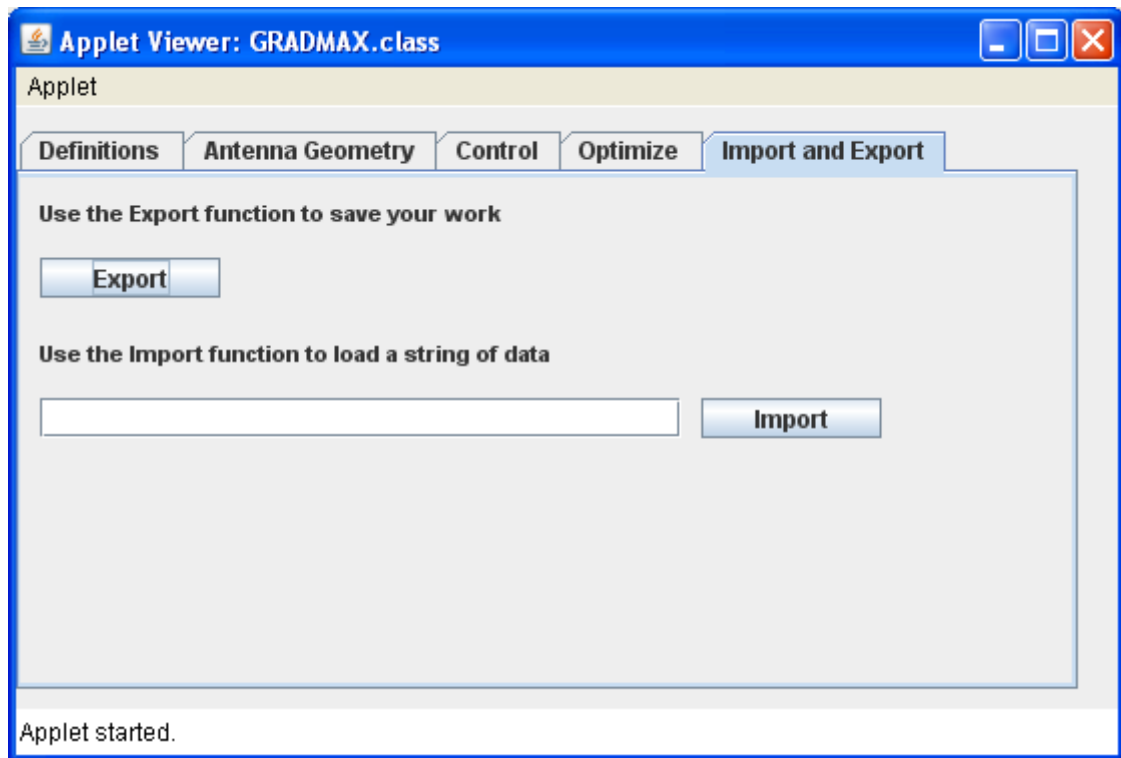 Applet Viewer: GRADMAX.class
Applet
Definitions Antenna Geometry Control Optimize Import and Export
Use the Export function to save your work
Export
Use the Import function to load a string of data
Import
Applet started.